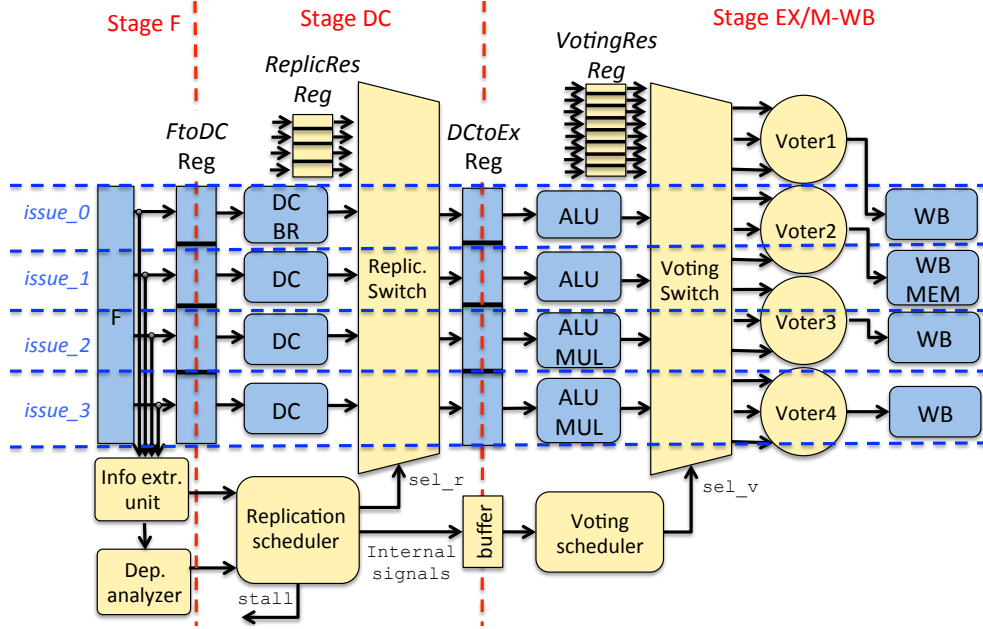 Stage F
Stage DC
Stage EX/M-WB
ReplicRes
Reg
VotingRes
Reg
FtoDC
Reg
DCtoEx
Reg
Voter1
issue_0
DC
BR
ALU
Voter2
WB
issue_1
DC
Replic.
Switch
ALU
Voting
Switch
WB
MEM
F
issue_2
DC
ALU
MUL
Voter3
WB
issue_3
DC
ALU
MUL
Voter4
WB
Info extr.
unit
sel_r
sel_v
Replication
scheduler
buffer
Voting
scheduler
Internal
signals
Dep.
analyzer
stall